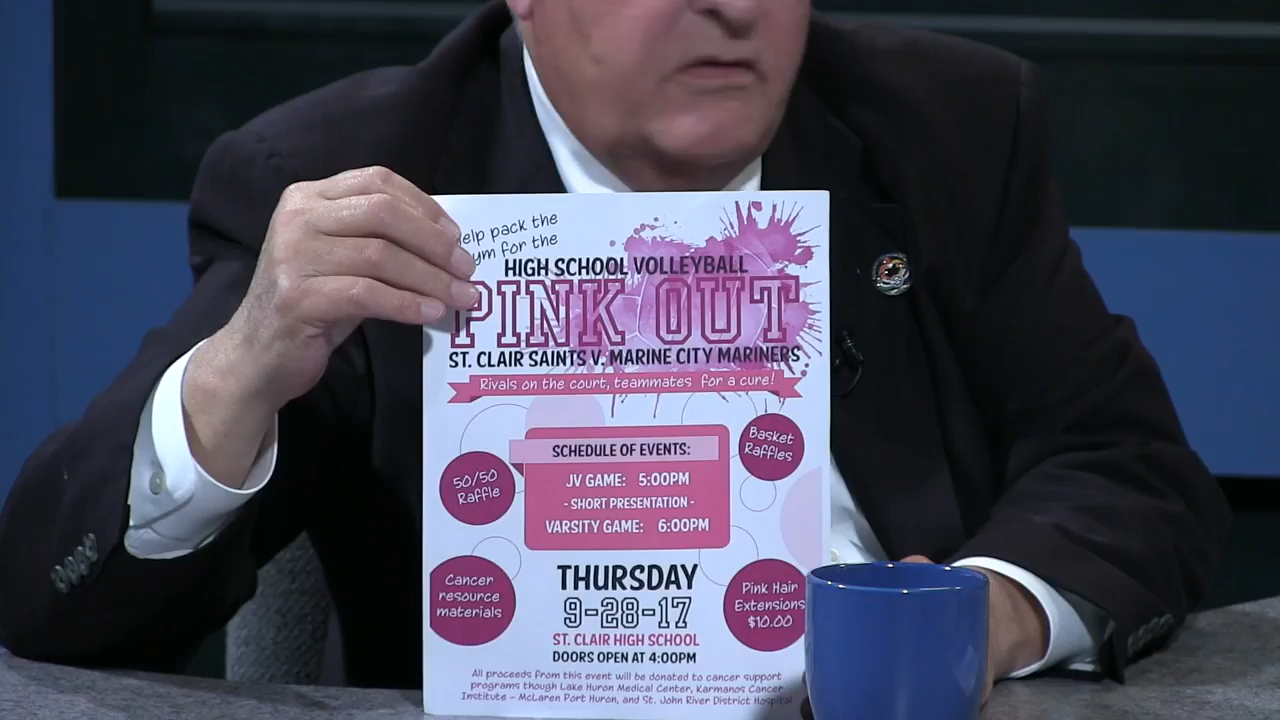 elp pack the
ym for the
HIGH SCHOOL VOLLEYBALL
PINK OUT
ST. CLAIR SAINTS V. MARINE CITY MARINERS
Rivals on the court, teammates for a cure!
SCHEDULE OF EVENTS:
JV GAME: 5:00PM
- SHORT PRESENTATION -
VARSITY GAME: 6:00PM
Basket
Raffles
50/50
Raffle
Cancer
resource
materials
Pink Hair
Extensions
$10.00
THURSDAY
9-28-17
ST. CLAIR HIGH SCHOOL
DOORS OPEN AT 4:00PM
All proceeds from this event will be donated to cancer support
programs though Lake Huron Medical Center, Karmanos Cancer
Institute - McLaren Port Huron, and St. John River District Hospital